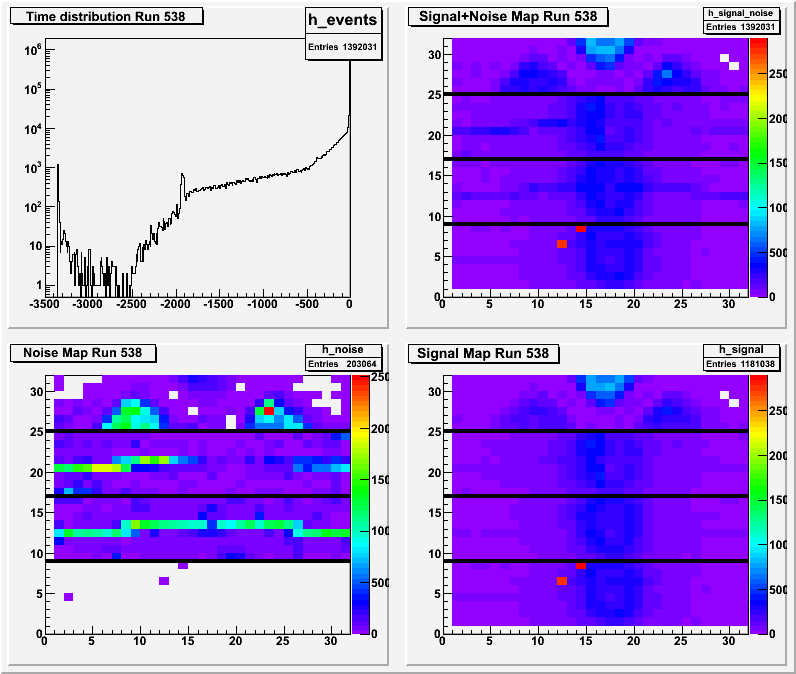 Time distribution Run 538
h_events
Entries 1392031
10⁶
10⁵
10⁴
10³
10²
10
1
-3500 -3000 -2500 -2000 -1500 -1000 -500 0
Signal+Noise Map Run 538
h_signal_noise
Entries 1392031
30
25
20
15
10
5
0
0 5 10 15 20 25 30
250
200
150
100
500
0
Noise Map Run 538
h_noise
Entries 203064
30
25
20
15
10
5
0
0 5 10 15 20 25 30
250
200
150
100
500
0
Signal Map Run 538
h_signal
Entries 1181038
30
25
20
15
10
5
0
0 5 10 15 20 25 30
250
200
150
100
500
0